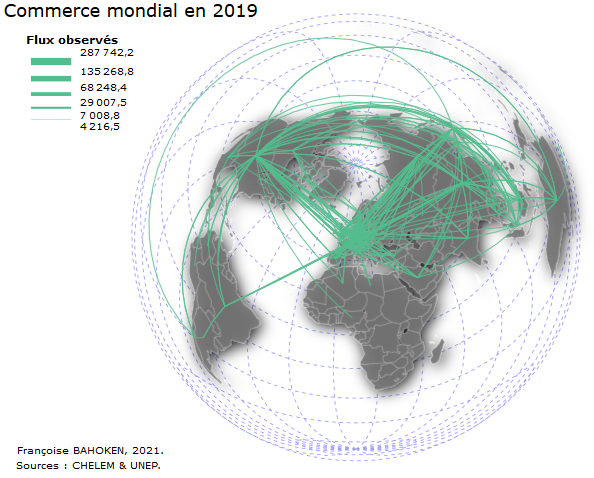 Commerce mondial en 2019
Flux observés
287 742,2
135 268,8
68 248,4
29 007,5
7 008,8
4 216,5
Françoise BAHOKEN, 2021.
Sources : CHELEM & UNEP.